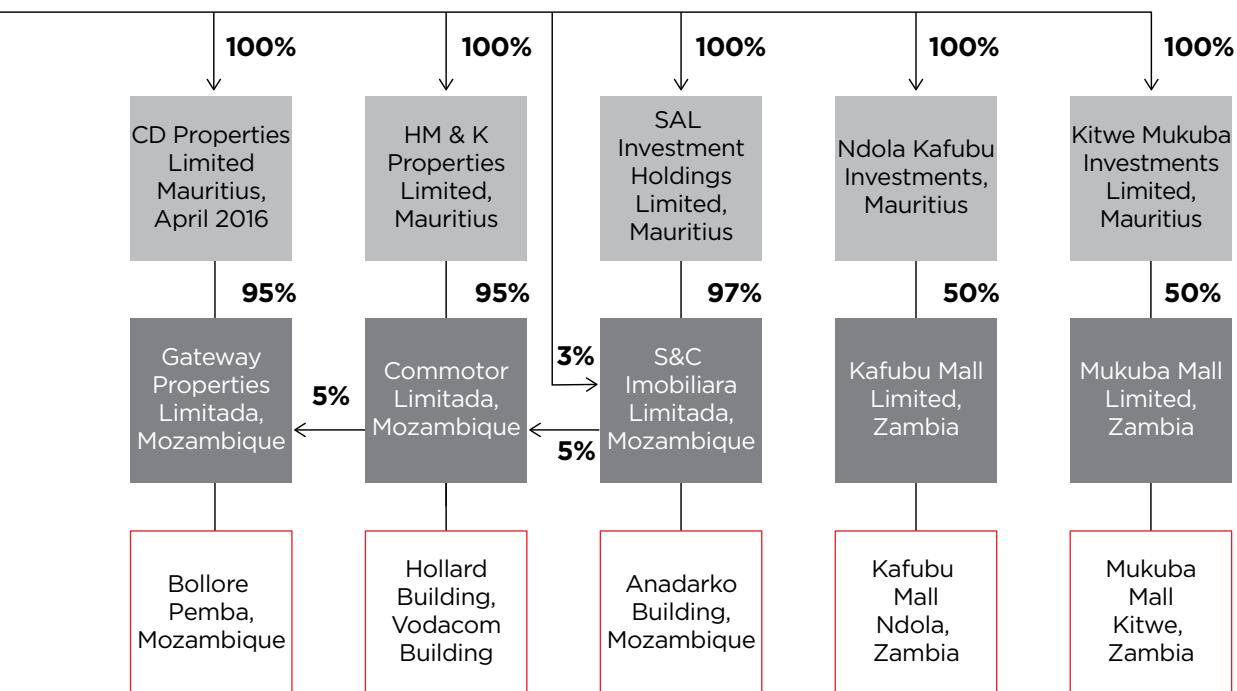 100%
100%
100%
100%
100%
CD Properties
Limited
Mauritius,
April 2016
HM & K
Properties
Limited,
Mauritius
SAL
Investment
Holdings
Limited,
Mauritius
Ndola Kafubu
Investments,
Mauritius
Kitwe Mukuba
Investments
Limited,
Mauritius
95%
95%
97%
50%
50%
Gateway
Properties
Limitada,
Mozambique
5%
Commotor
Limitada,
Mozambique
3%
5%
S&C
Imobiliara
Limitada,
Mozambique
Kafubu Mall
Limited,
Zambia
Mukuba Mall
Limited,
Zambia
Bollore
Pemba,
Mozambique
Hollard
Building,
Vodacom
Building
Anadarko
Building,
Mozambique
Kafubu
Mall
Ndola,
Zambia
Mukuba
Mall
Kitwe,
Zambia